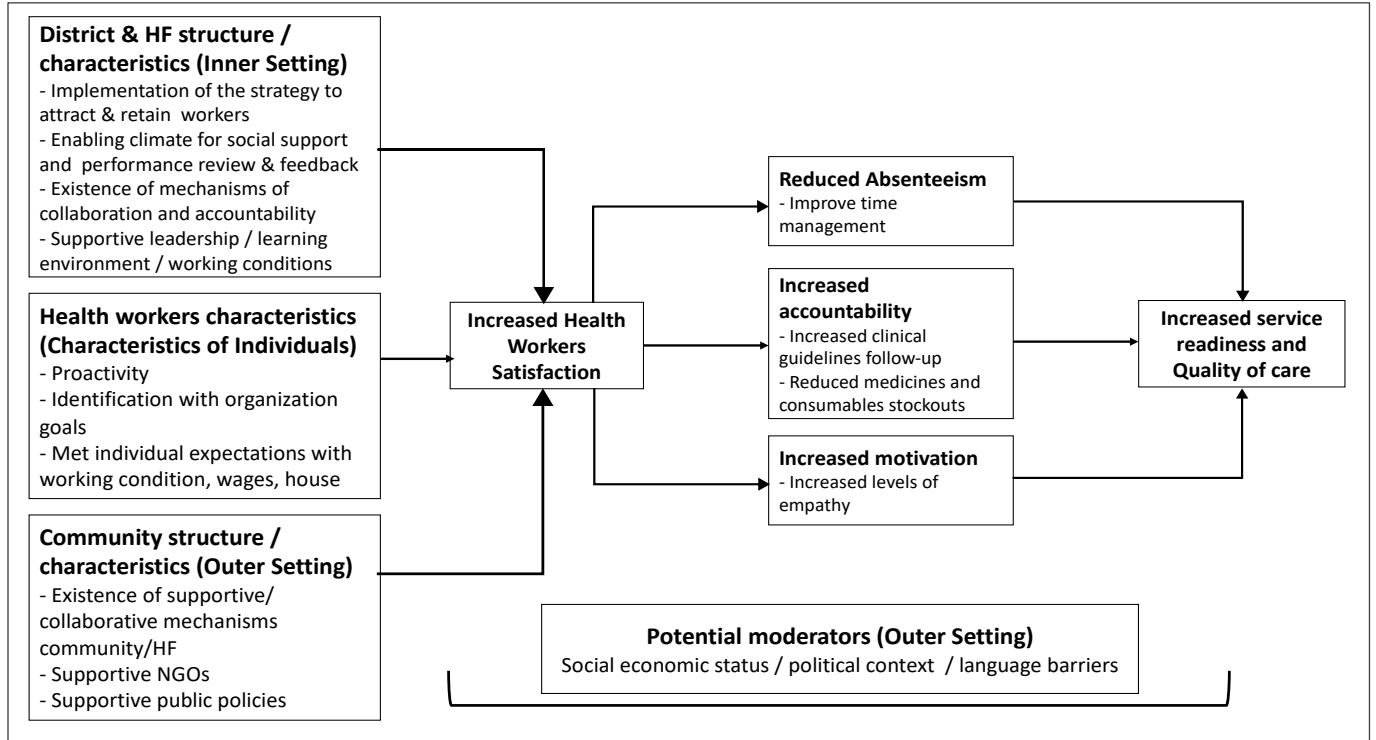 District & HF structure /
characteristics (Inner Setting)
- Implementation of the strategy to
attract & retain workers
- Enabling climate for social support
and performance review & feedback
- Existence of mechanisms of
collaboration and accountability
- Supportive leadership / learning
environment / working conditions
Health workers characteristics
(Characteristics of Individuals)
- Proactivity
- Identification with organization
goals
- Met individual expectations with
working condition, wages, house
Community structure /
characteristics (Outer Setting)
- Existence of supportive/
collaborative mechanisms
community/HF
- Supportive NGOs
- Supportive public policies
Increased Health
Workers
Satisfaction
Reduced Absenteeism
- Improve time
management
Increased
accountability
- Increased clinical
guidelines follow-up
- Reduced medicines and
consumables stockouts
Increased motivation
- Increased levels of
empathy
Increased service
readiness and
Quality of care
Potential moderators (Outer Setting)
Social economic status / political context / language barriers